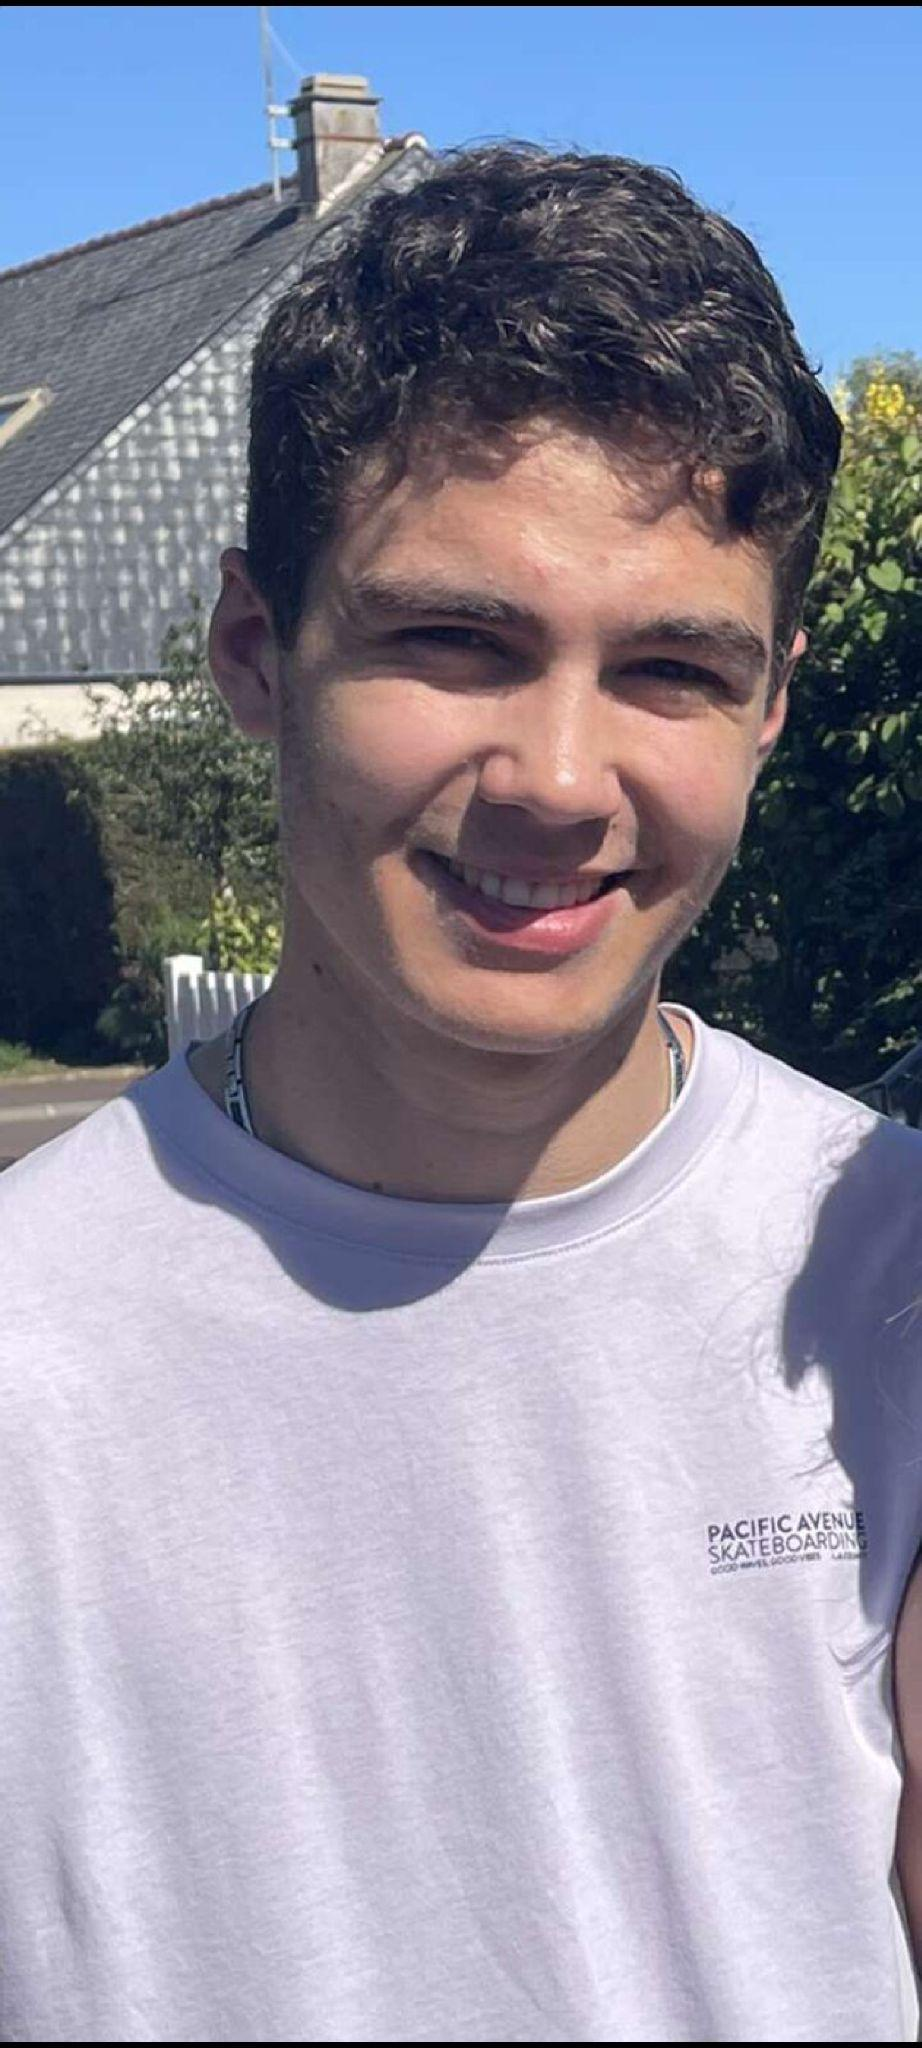 PACIFIC AVENUE
SKATEBOARDING
GOOD WAVES, GOOD VIBES